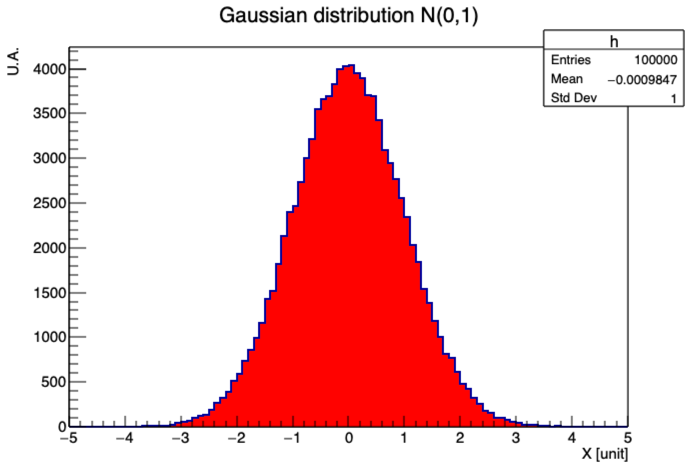 Gaussian distribution N(0,1)
h
Entries 100000
Mean −0.0009847
Std Dev 1
U.A.
4000
3500
3000
2500
2000
1500
1000
500
0
−5 −4 −3 −2 −1 0 1 2 3 4 5
X [unit]